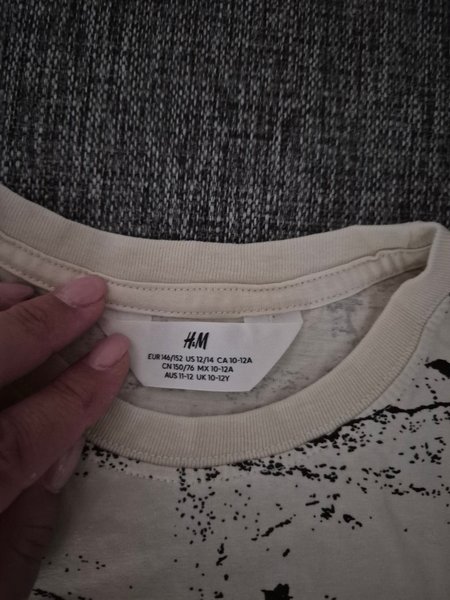 H&M
EUR 146/152 US 12/14 CA 10-12A
CN 150/76 MX 10-12A
AUS 11-12 UK 10-12Y